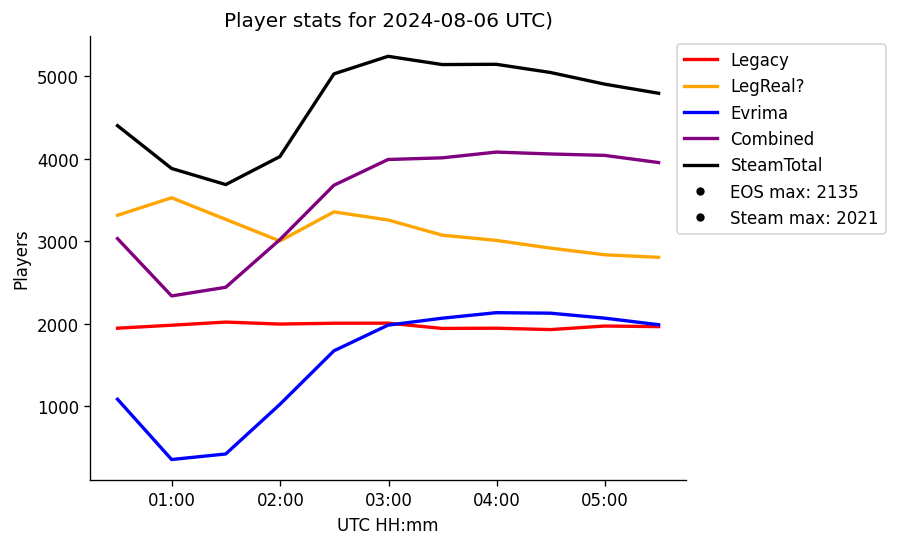 Player stats for 2024-08-06 UTC)
Legacy
LegReal?
Evrima
Combined
SteamTotal
EOS max: 2135
Steam max: 2021
Players
5000
4000
3000
2000
1000
01:00 02:00 03:00 04:00 05:00
UTC HH:mm